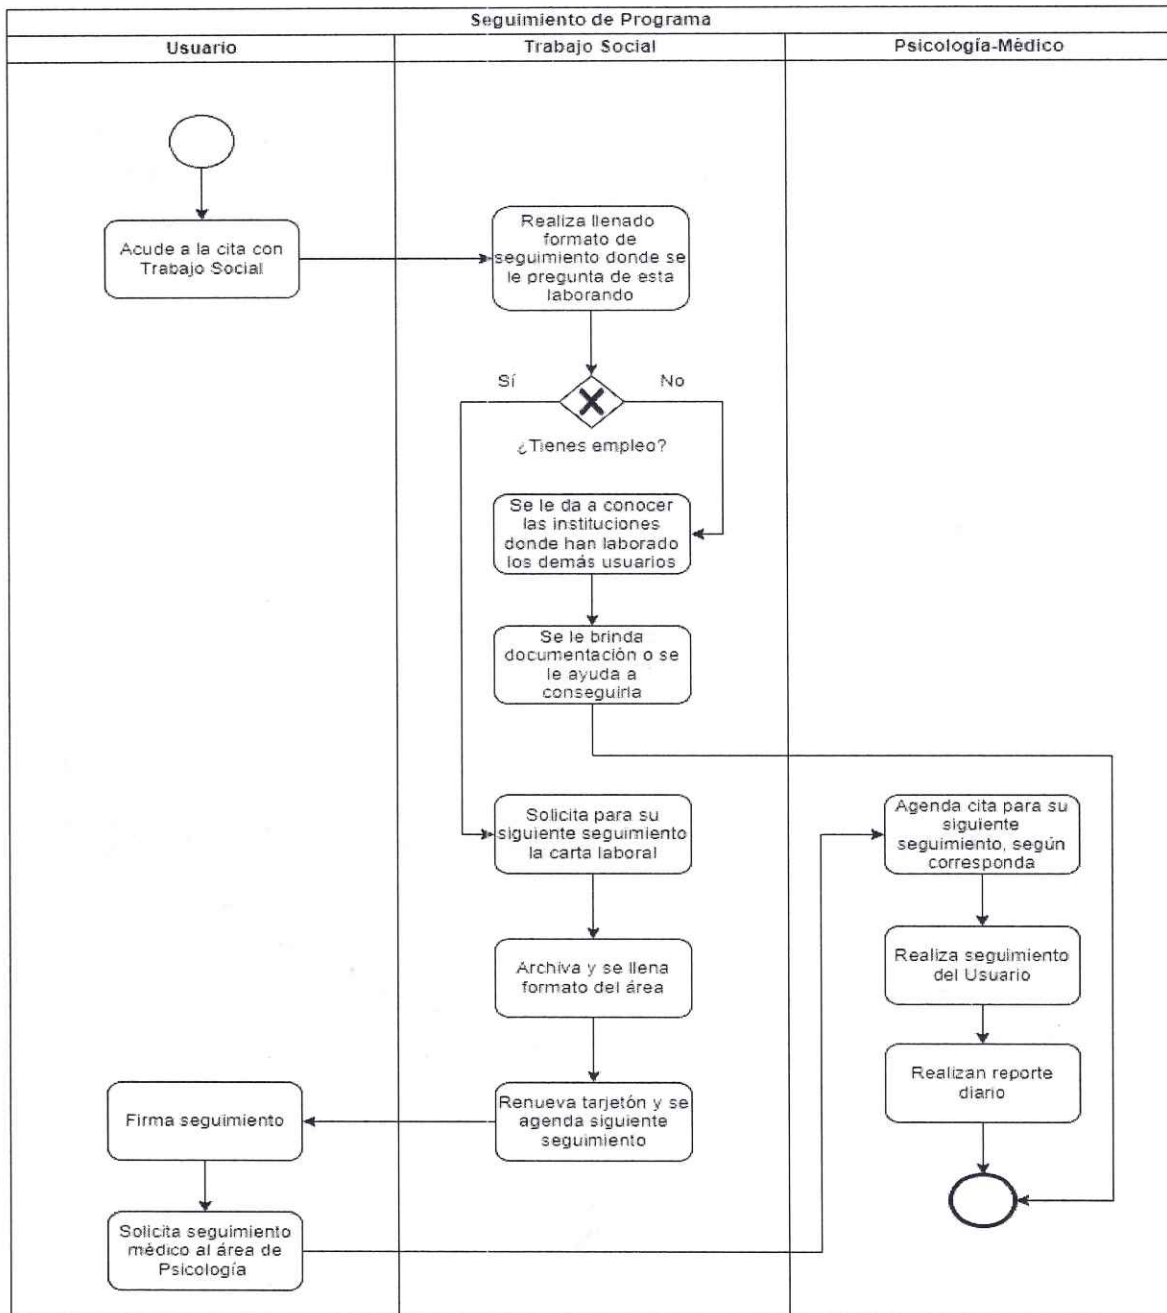 Seguimiento de Programa
Usuario
Trabajo Social
Psicología-Médico
Acude a la cita con
Trabajo Social
Realiza llenado
formato de
seguimiento donde se
le pregunta de esta
laborando
Sí
No
¿Tienes empleo?
Se le da a conocer
las instituciones
donde han laborado
los demás usuarios
Se le brinda
documentación o se
le ayuda a
conseguirla
Solicita para su
siguiente seguimiento
la carta laboral
Agenda cita para su
siguiente
seguimiento, según
corresponda
Archiva y se llena
formato del área
Realiza seguimiento
del Usuario
Realizan reporte
diario
Renueva tarjetón y se
agenda siguiente
seguimiento
Firma seguimiento
Solicita seguimiento
médico al área de
Psicología